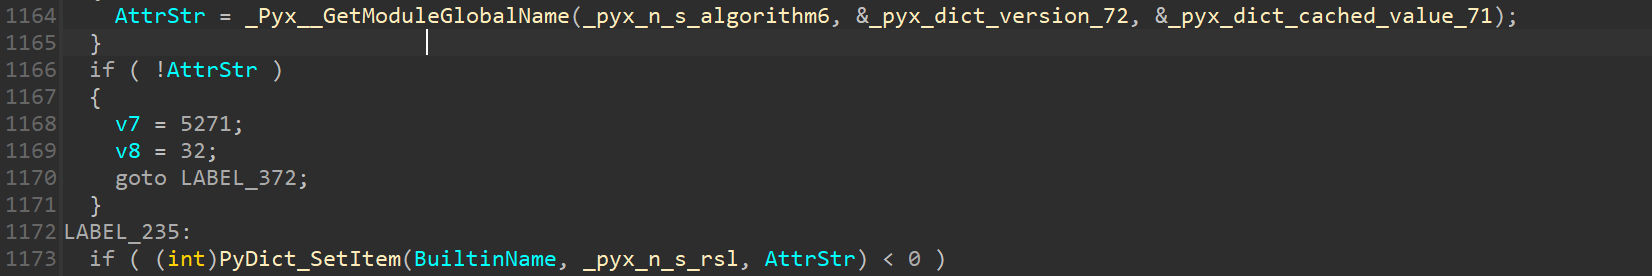 1164 AttrStr = _Pyx__GetModuleGlobalName(_pyx_n_s_algorithm6, &_pyx_dict_version_72, &_pyx_dict_cached_value_71);
1165 }
1166 if ( !AttrStr )
1167 {
1168 v7 = 5271;
1169 v8 = 32;
1170 goto LABEL_372;
1171 }
1172 LABEL_235:
1173 if ( (int)PyDict_SetItem(BuiltinName, _pyx_n_s_rsl, AttrStr) < 0 )